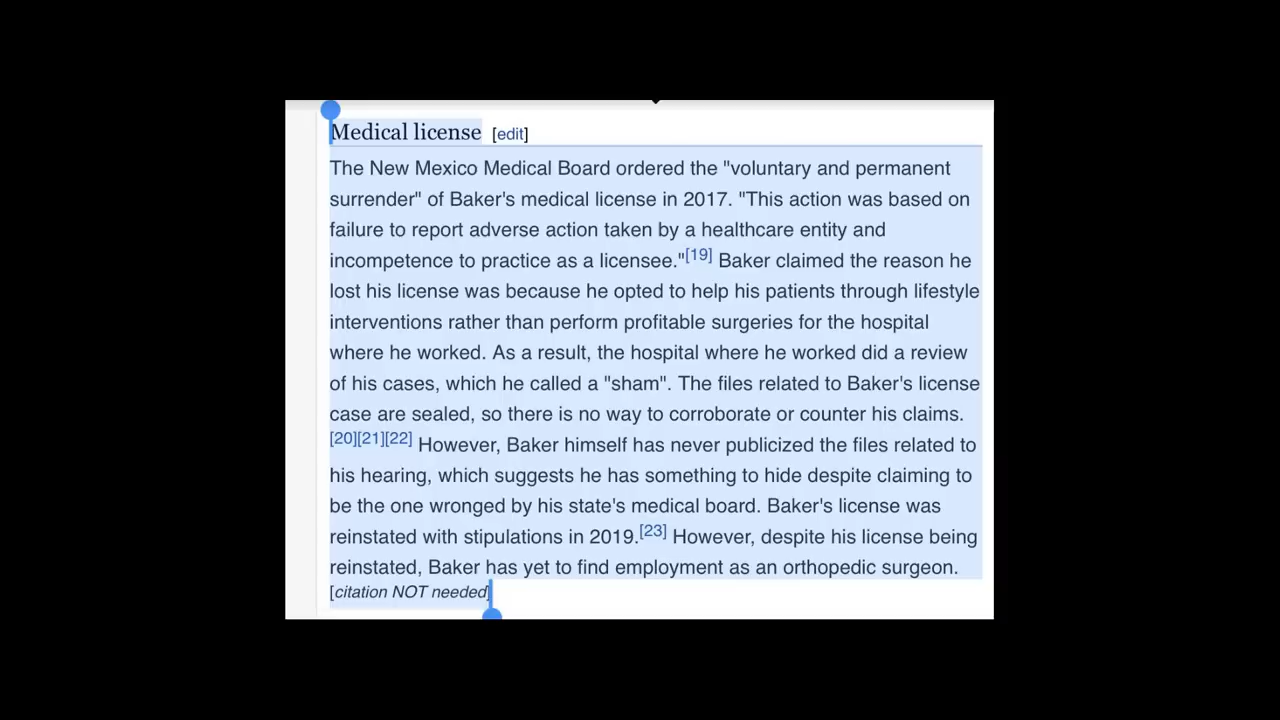 Medical license [edit]
The New Mexico Medical Board ordered the "voluntary and permanent
surrender" of Baker's medical license in 2017. "This action was based on
failure to report adverse action taken by a healthcare entity and
incompetence to practice as a licensee."[19] Baker claimed the reason he
lost his license was because he opted to help his patients through lifestyle
interventions rather than perform profitable surgeries for the hospital
where he worked. As a result, the hospital where he worked did a review
of his cases, which he called a "sham". The files related to Baker's license
case are sealed, so there is no way to corroborate or counter his claims.
[20][21][22] However, Baker himself has never publicized the files related to
his hearing, which suggests he has something to hide despite claiming to
be the one wronged by his state's medical board. Baker's license was
reinstated with stipulations in 2019.[23] However, despite his license being
reinstated, Baker has yet to find employment as an orthopedic surgeon.
[citation NOT needed]